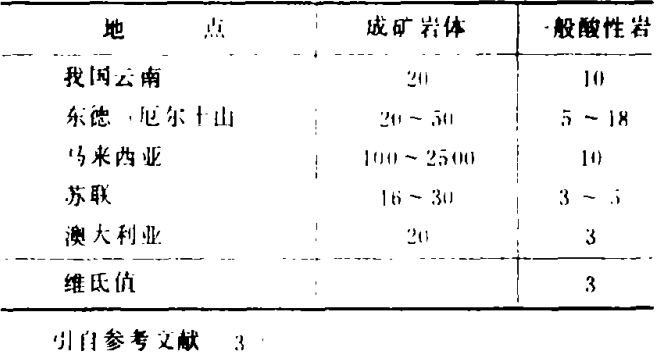 地 点 成矿岩体 一般酸性岩
我国云南 20 10
东德厄尔士山 20～50 5～18
马来西亚 100～2500 10
苏联 16～30 3～5
澳大利亚 20 3
维氏值 3
引自参考文献 3